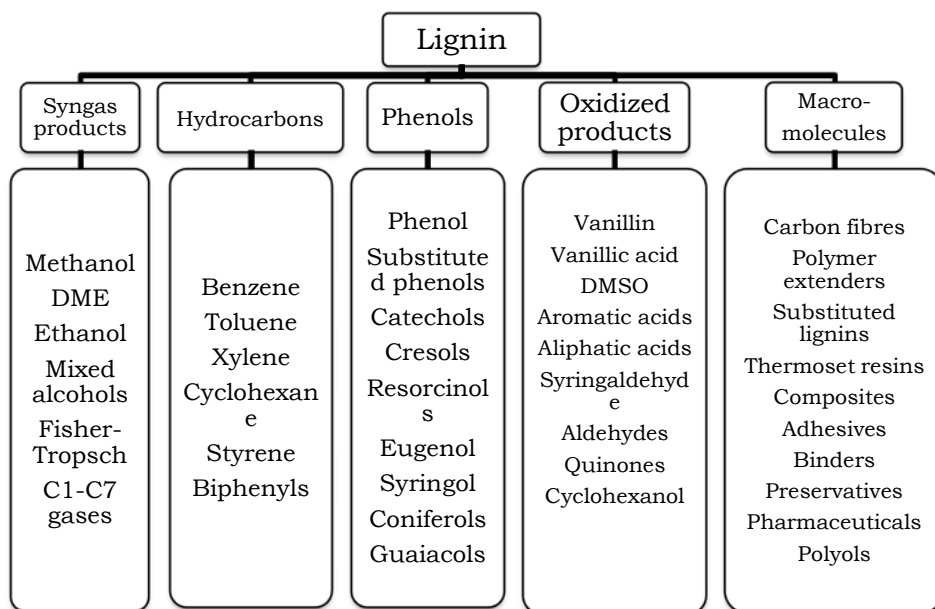 Lignin
Syngas
products
Hydrocarbons
Phenols
Oxidized
products
Macro-
molecules
Methanol
DME
Ethanol
Mixed
alcohols
Fisher-
Tropsch
C1-C7
gases
Benzene
Toluene
Xylene
Cyclohexan
e
Styrene
Biphenyls
Phenol
Substitute
d phenols
Catechols
Cresols
Resorcinol
s
Eugenol
Syringol
Coniferols
Guaiacols
Vanillin
Vanillic acid
DMSO
Aromatic acids
Aliphatic acids
Syringaldehyd
e
Aldehydes
Quinones
Cyclohexanol
Carbon fibres
Polymer
extenders
Substituted
lignins
Thermoset resins
Composites
Adhesives
Binders
Preservatives
Pharmaceuticals
Polyols